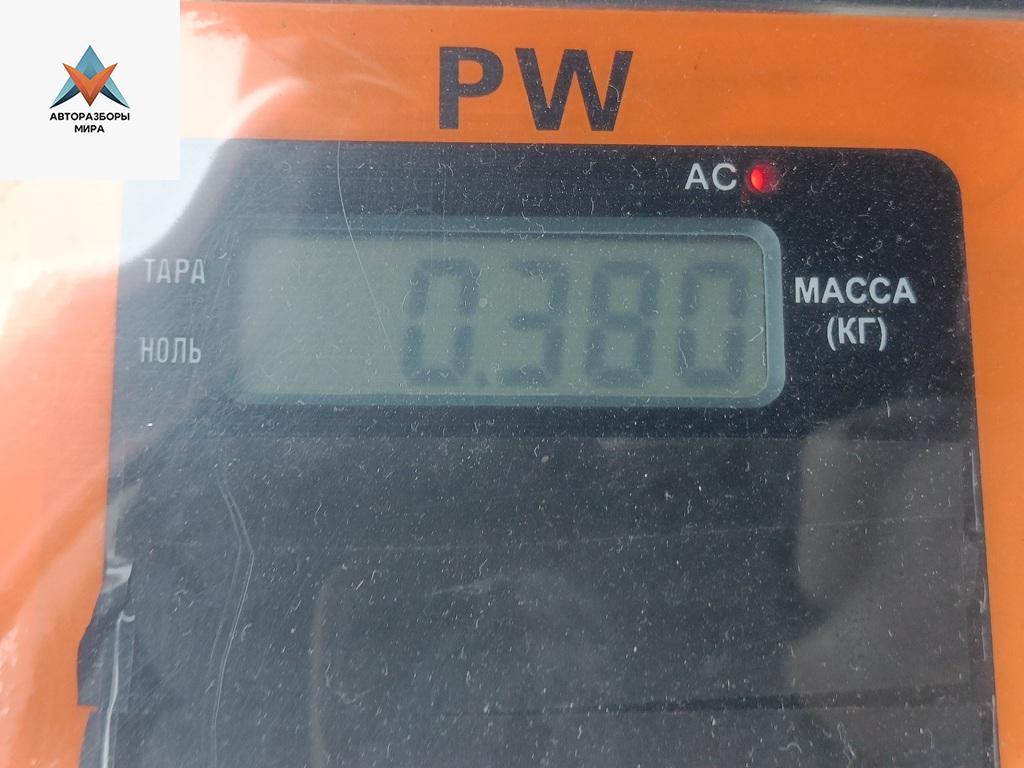 АВТОРАЗБОРЫ
МИРА
PW
AC
ТАРА
НОЛЬ
0.380
МАССА
(КГ)